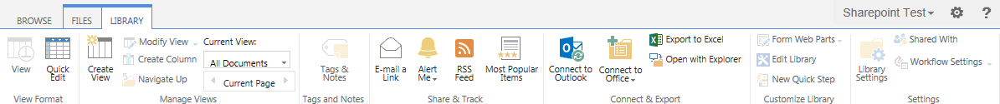 BROWSE FILES LIBRARY Sharepoint Test ?
View
Quick
Edit
View Format
Create
View
Modify View
Create Column
Navigate Up
Current View:
All Documents
Current Page
Manage Views
Tags &
Notes
Tags and Notes
E-mail a
Link
Alert
Me
RSS
Feed
Most Popular
Items
Share & Track
Connect to
Outlook
Connect to
Office
Export to Excel
Open with Explorer
Connect & Export
Form Web Parts
Edit Library
New Quick Step
Customize Library
Library
Settings
Shared With
Workflow Settings
Settings